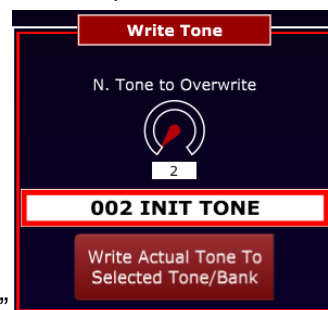 Write Tone
N. Tone to Overwrite
2
002 INIT TONE
Write Actual Tone To
Selected Tone/Bank
”